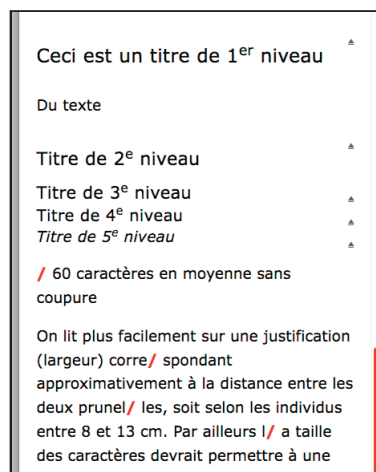 Ceci est un titre de 1er niveau
Du texte
Titre de 2e niveau
Titre de 3e niveau
Titre de 4e niveau
Titre de 5e niveau
/ 60 caractères en moyenne sans
coupure
On lit plus facilement sur une justification
(largeur) corre/ spondant
approximativement à la distance entre les
deux prunel/ les, soit selon les individus
entre 8 et 13 cm. Par ailleurs l/ a taille
des caractères devrait permettre à une